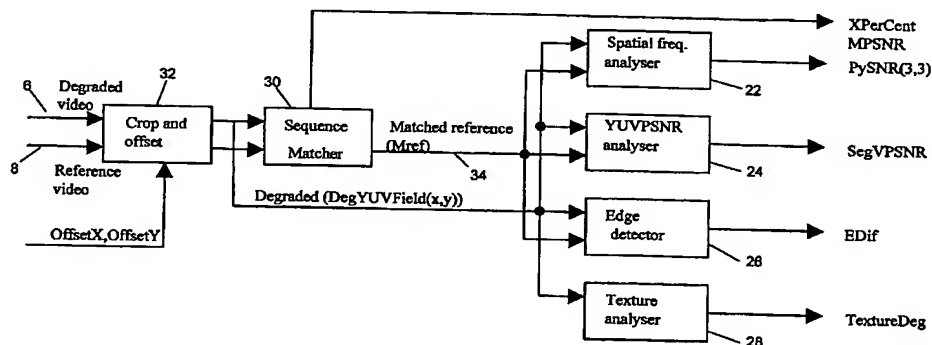 XPerCent
MPSNR
Spatial freq.
analyser
PySNR(3,3)
22
32
30
6
Degraded
video
Crop and
offset
Sequence
Matcher
Matched reference
(Mref)
34
YUVPSNR
analyser
SegVPSNR
24
8
Reference
video
Degraded (DegYUVField(x,y))
OffsetX,OffsetY
Edge
detector
EDif
26
Texture
analyser
TextureDeg
28